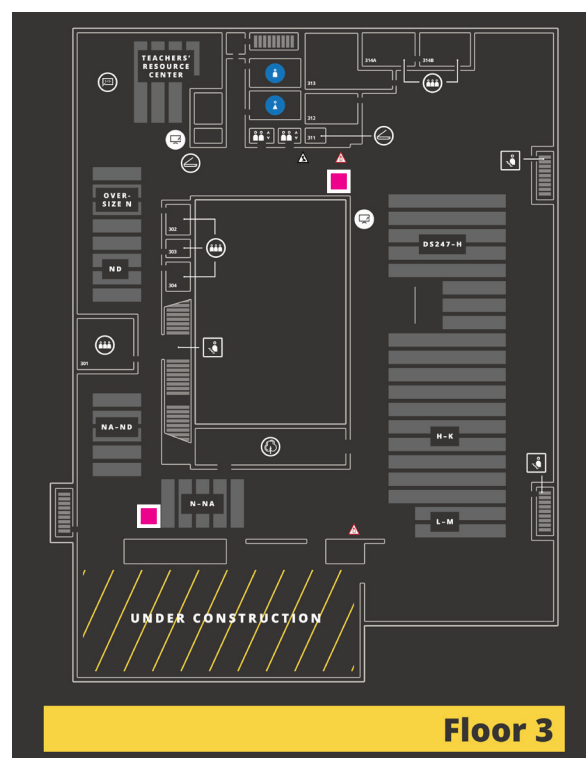 TEACHERS'
RESOURCE
CENTER
314A
314B
313
312
311
OVER-
SIZE N
302
303
304
ND
DS247-H
301
NA-ND
H-K
N-NA
L-M
UNDER CONSTRUCTION
Floor 3